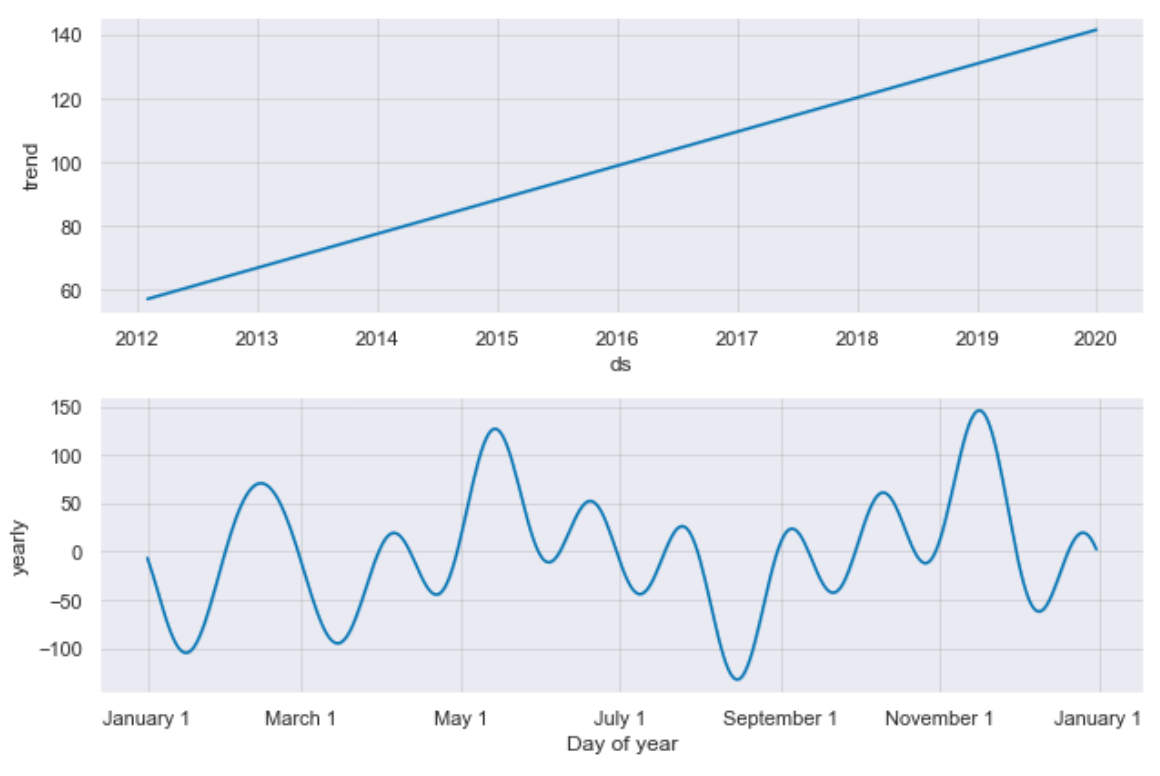 140
120
100
80
60
trend
2012 2013 2014 2015 2016 2017 2018 2019 2020
ds
150
100
50
0
−50
−100
yearly
January 1 March 1 May 1 July 1 September 1 November 1 January 1
Day of year